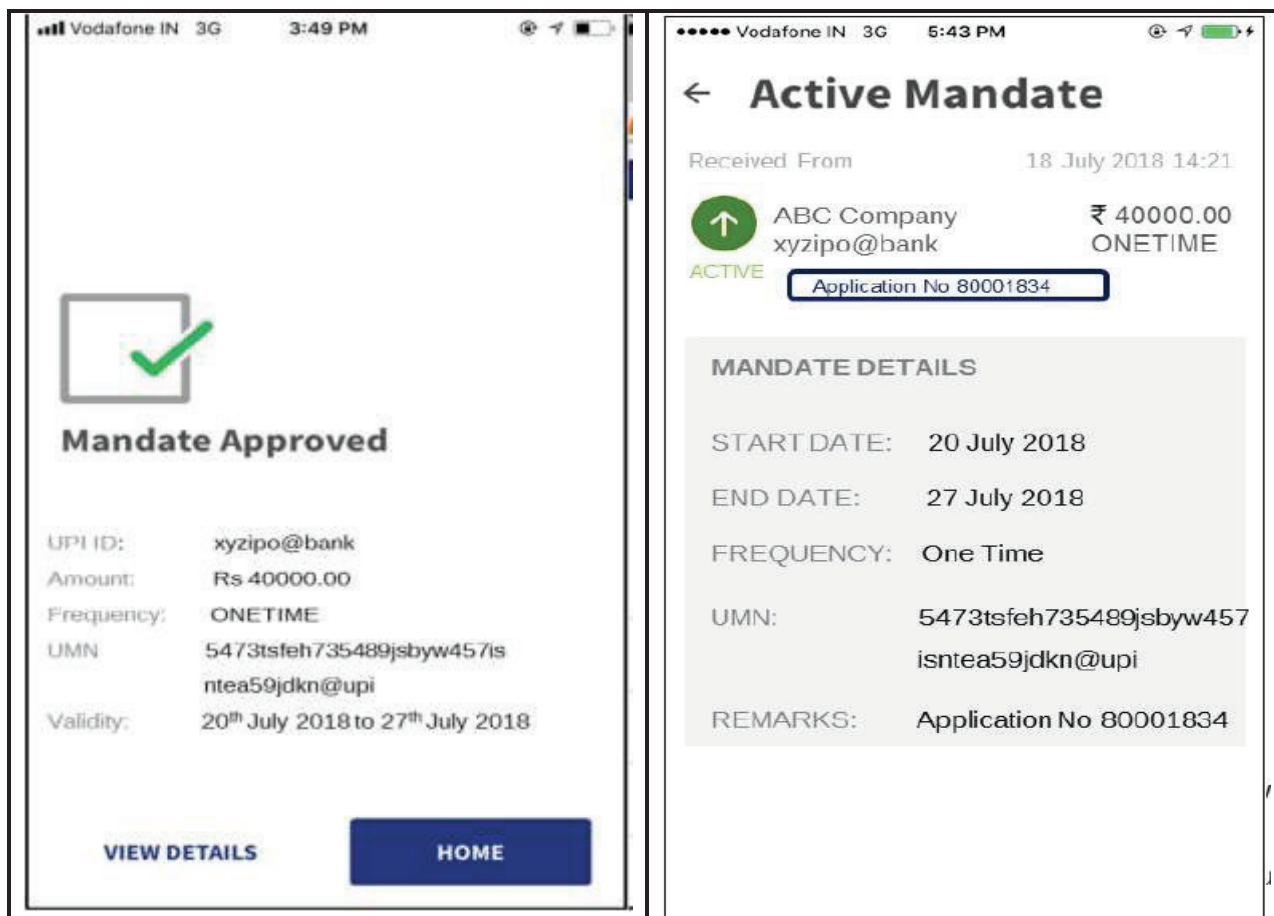 Vodafone IN 3G 3:49 PM
Mandate Approved
UPI ID: xyzipo@bank
Amount: Rs 40000.00
Frequency: ONETIME
UMN 5473tsfeh735489jsbyw457is
ntea59jdkn@upi
Validity: 20th July 2018 to 27th July 2018
VIEW DETAILS HOME
Vodafone IN 3G 5:43 PM
← Active Mandate
Received From 18 July 2018 14:21
ABC Company ₹ 40000.00
xyzipo@bank ONETIME
ACTIVE
Application No 80001834
MANDATE DETAILS
START DATE: 20 July 2018
END DATE: 27 July 2018
FREQUENCY: One Time
UMN: 5473tsfeh735489jsbyw457
isntea59jdkn@upi
REMARKS: Application No 80001834